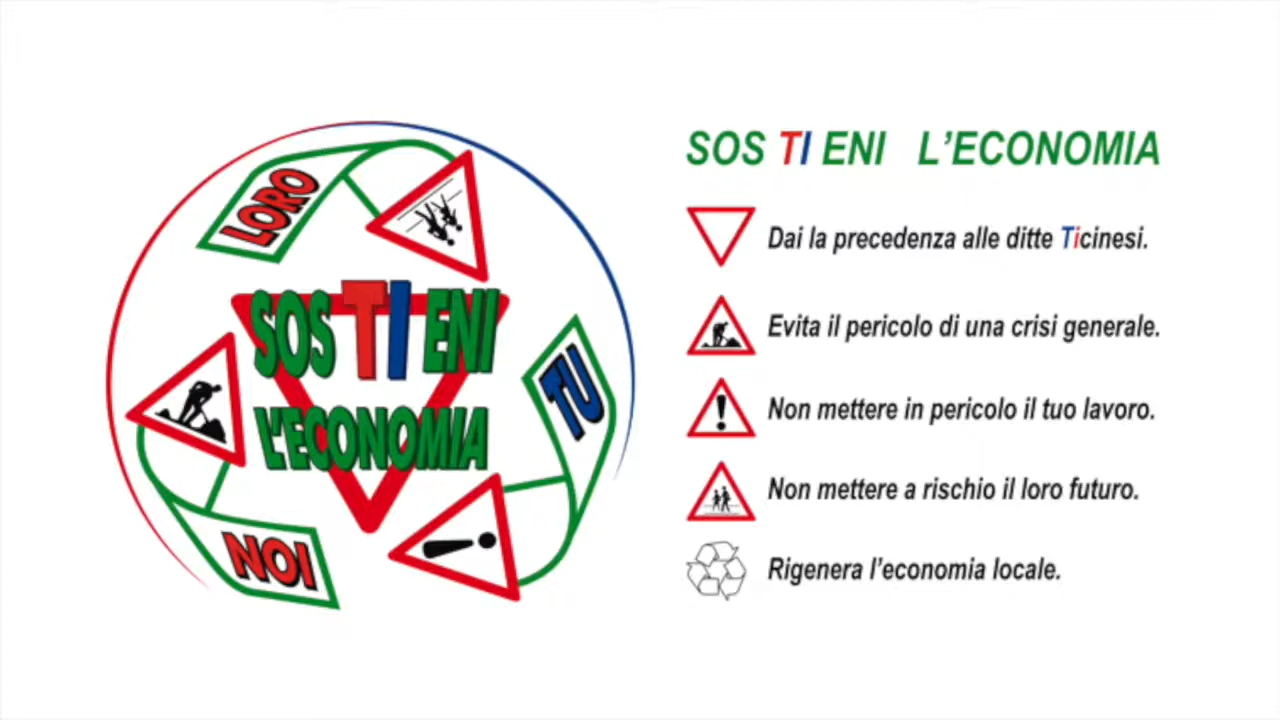 LORO
SOS TI ENI
L'ECONOMIA
TU
NOI
SOS TI ENI L'ECONOMIA
Dai la precedenza alle ditte Ticinesi.
Evita il pericolo di una crisi generale.
Non mettere in pericolo il tuo lavoro.
Non mettere a rischio il loro futuro.
Rigenera l'economia locale.